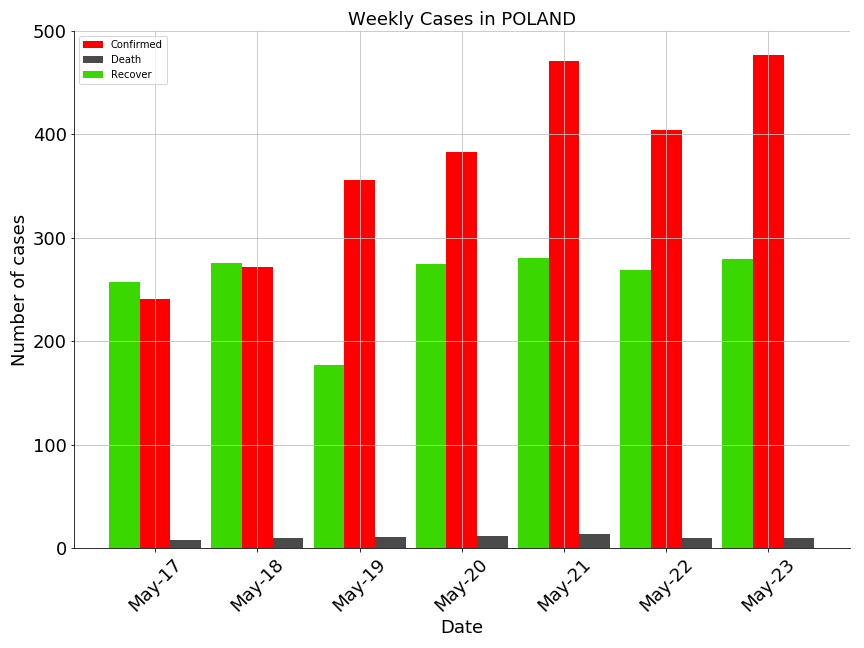 Weekly Cases in POLAND
Confirmed
Death
Recover
500
400
300
200
100
0
Number of cases
May-17 May-18 May-19 May-20 May-21 May-22 May-23
Date